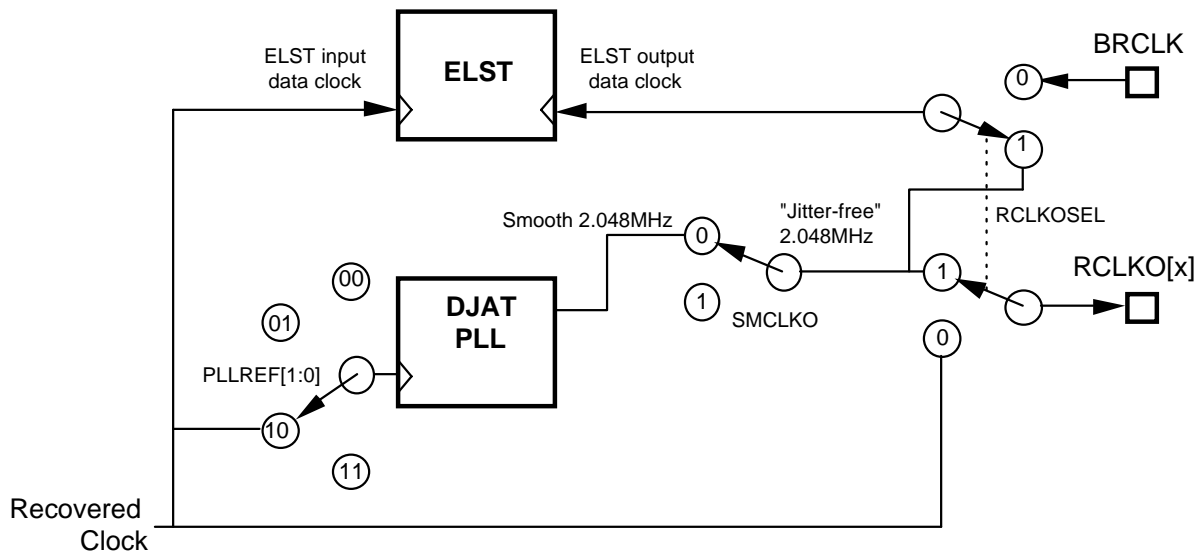 BRCLK
ELST input
data clock
ELST
ELST output
data clock
0
1
Smooth 2.048MHz
0
"Jitter-free"
2.048MHz
RCLKOSEL
00
01
DJAT
PLL
1
SMCLKO
1
RCLKO[x]
0
PLLREF[1:0]
10
11
Recovered
Clock